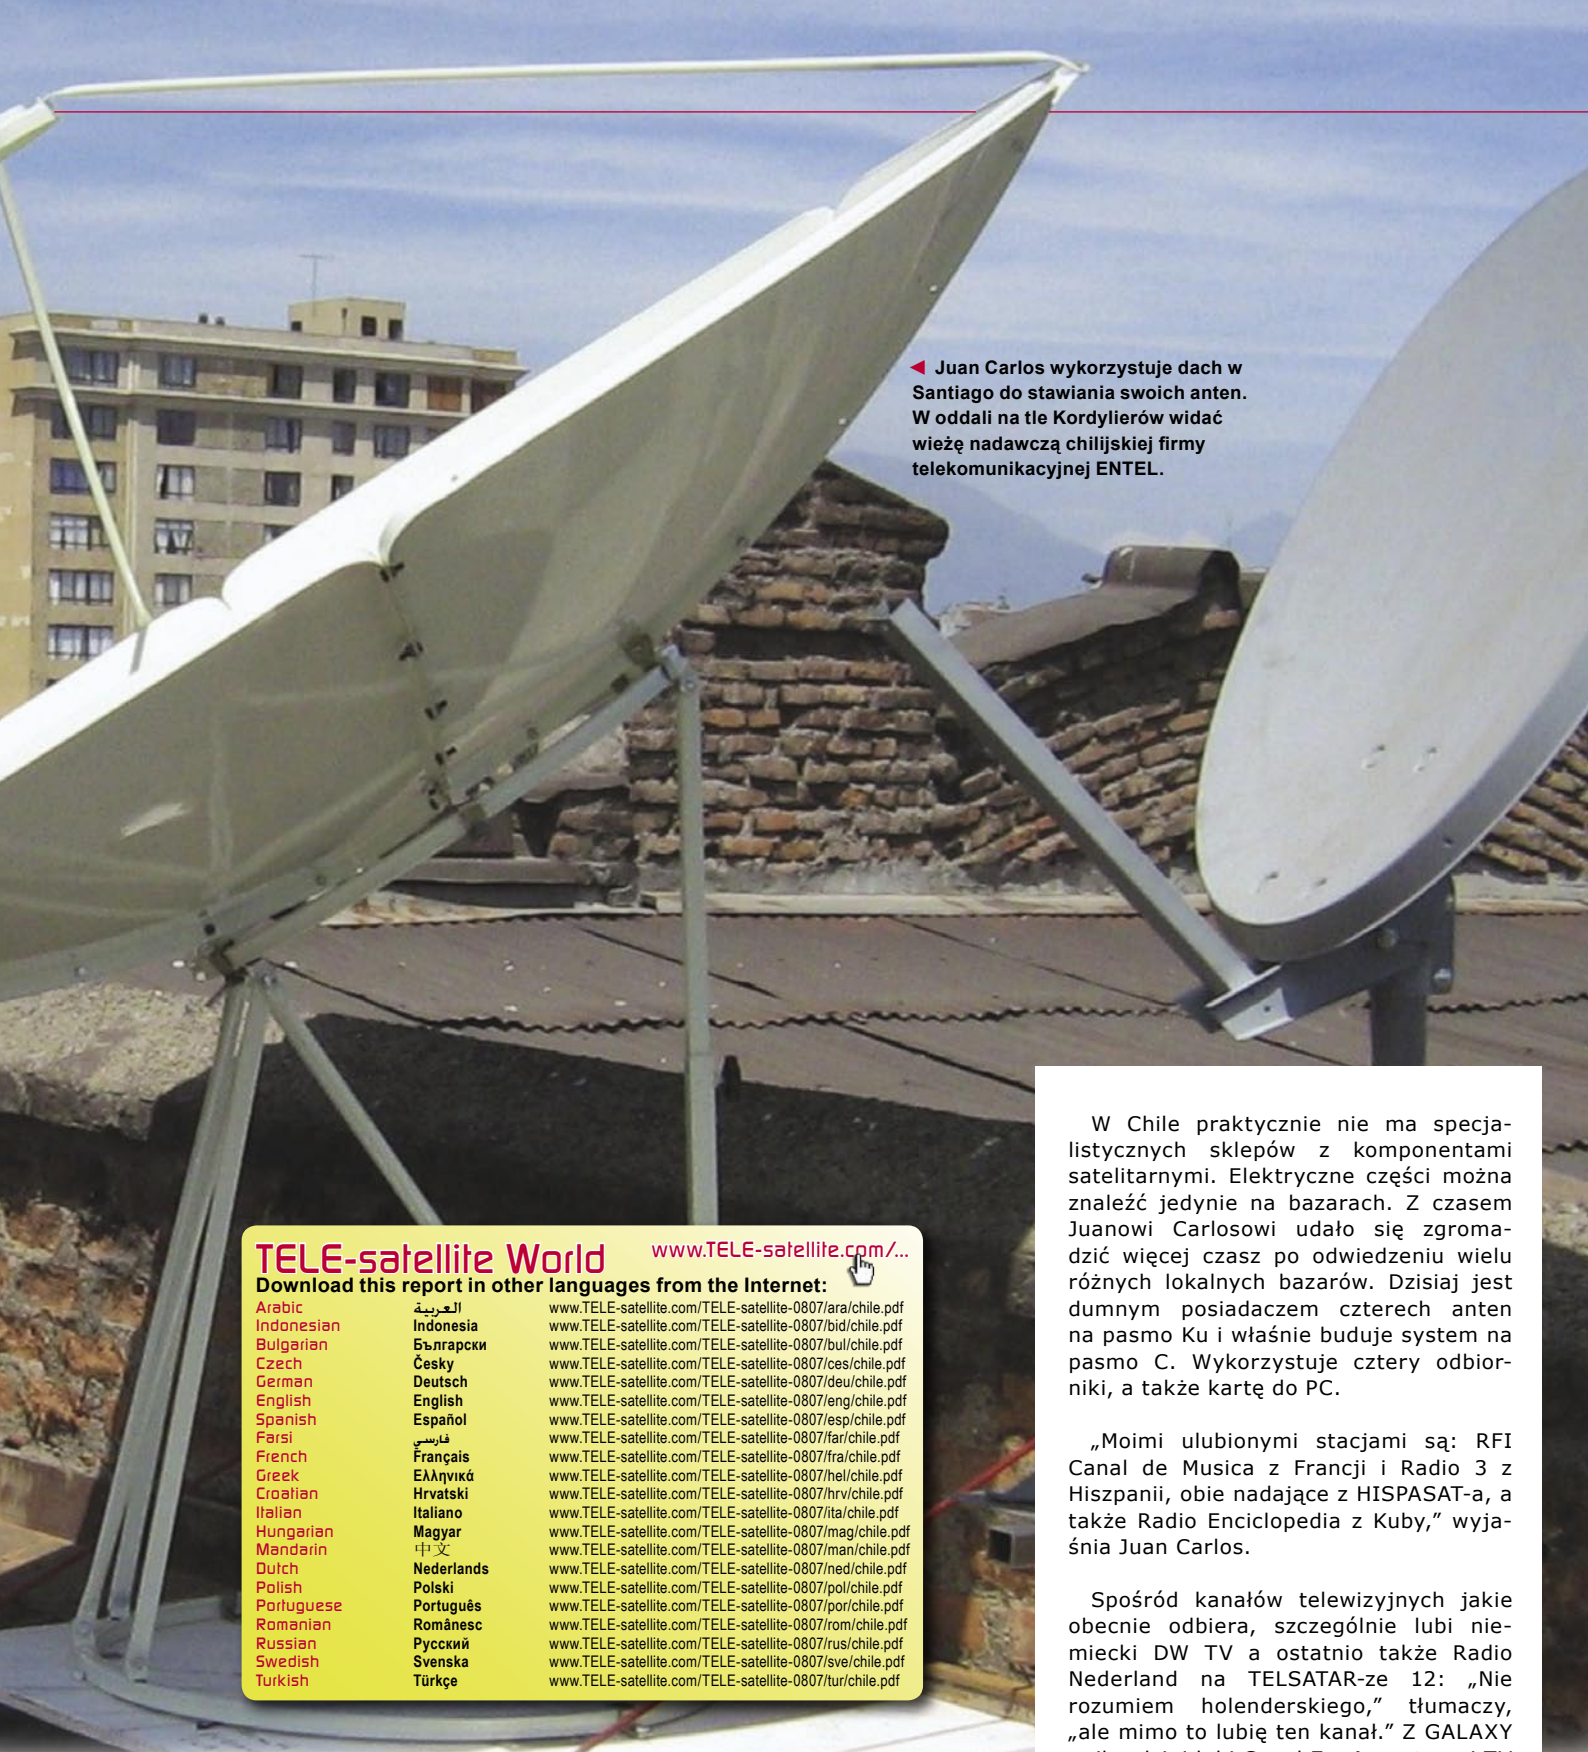 ◄ Juan Carlos wykorzystuje dach w
Santiago do stawiania swoich anten.
W oddali na tle Kordylierów widać
wieżę nadawczą chilijskiej firmy
telekomunikacyjnej ENTEL.
TELE-satellite World www.TELE-satellite.com/...
Download this report in other languages from the Internet:
Arabic العربية www.TELE-satellite.com/TELE-satellite-0807/ara/chile.pdf
Indonesian Indonesia www.TELE-satellite.com/TELE-satellite-0807/bid/chile.pdf
Bulgarian Български www.TELE-satellite.com/TELE-satellite-0807/bul/chile.pdf
Czech Česky www.TELE-satellite.com/TELE-satellite-0807/ces/chile.pdf
German Deutsch www.TELE-satellite.com/TELE-satellite-0807/deu/chile.pdf
English English www.TELE-satellite.com/TELE-satellite-0807/eng/chile.pdf
Spanish Español www.TELE-satellite.com/TELE-satellite-0807/esp/chile.pdf
Farsi فارسي www.TELE-satellite.com/TELE-satellite-0807/far/chile.pdf
French Français www.TELE-satellite.com/TELE-satellite-0807/fra/chile.pdf
Greek Ελληνικά www.TELE-satellite.com/TELE-satellite-0807/hel/chile.pdf
Croatian Hrvatski www.TELE-satellite.com/TELE-satellite-0807/hrv/chile.pdf
Italian Italiano www.TELE-satellite.com/TELE-satellite-0807/ita/chile.pdf
Hungarian Magyar www.TELE-satellite.com/TELE-satellite-0807/mag/chile.pdf
Mandarin 中文 www.TELE-satellite.com/TELE-satellite-0807/man/chile.pdf
Dutch Nederlands www.TELE-satellite.com/TELE-satellite-0807/ned/chile.pdf
Polish Polski www.TELE-satellite.com/TELE-satellite-0807/pol/chile.pdf
Portuguese Português www.TELE-satellite.com/TELE-satellite-0807/por/chile.pdf
Romanian Românesc www.TELE-satellite.com/TELE-satellite-0807/rom/chile.pdf
Russian Русский www.TELE-satellite.com/TELE-satellite-0807/rus/chile.pdf
Swedish Svenska www.TELE-satellite.com/TELE-satellite-0807/sve/chile.pdf
Turkish Türkçe www.TELE-satellite.com/TELE-satellite-0807/tur/chile.pdf
W Chile praktycznie nie ma specja-
listycznych sklepów z komponentami
satelitarnymi. Elektryczne części można
znaleźć jedynie na bazarach. Z czasem
Juanowi Carlosowi udało się zgroma-
dzić więcej czasz po odwiedzeniu wielu
różnych lokalnych bazarów. Dzisiaj jest
dumnym posiadaczem czterech anten
na pasmo Ku i właśnie buduje system na
pasmo C. Wykorzystuje cztery odbior-
niki, a także kartę do PC.
„Moimi ulubionymi stacjami są: RFI
Canal de Musica z Francji i Radio 3 z
Hiszpanii, obie nadające z HISPASAT-a, a
także Radio Enciclopedia z Kuby,” wyja-
śnia Juan Carlos.
Spośród kanałów telewizyjnych jakie
obecnie odbiera, szczególnie lubi nie-
miecki DW TV a ostatnio także Radio
Nederland na TELSATAR-ze 12: „Nie
rozumiem holenderskiego,” tłumaczy,
„ale mimo to lubię ten kanał.” Z GALAXY